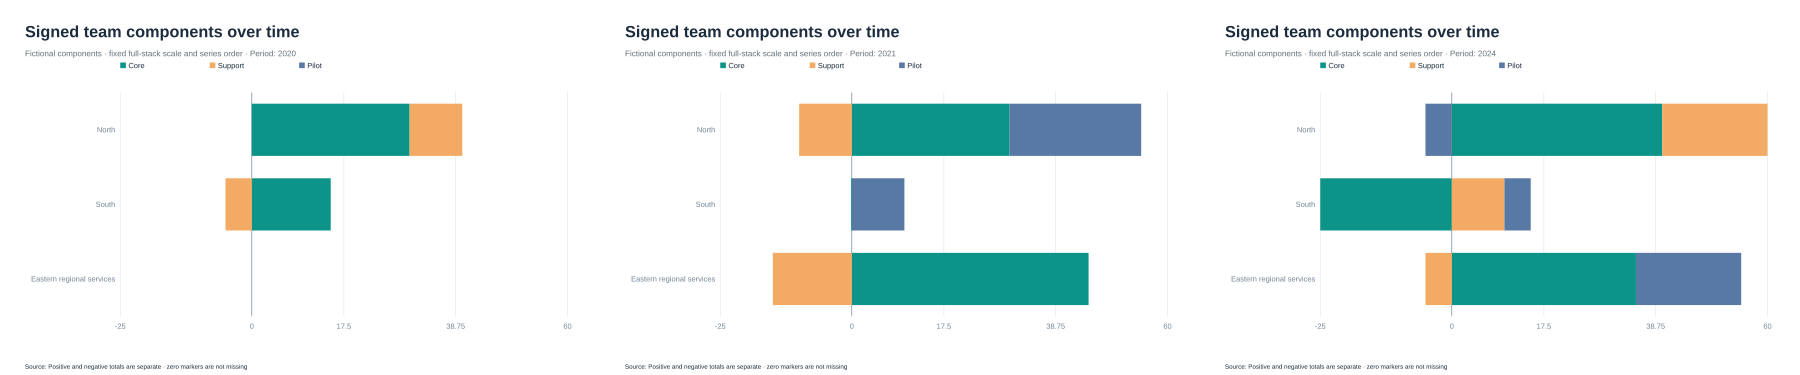 Signed team components over time
Fictional components · fixed full-stack scale and series order · Period: 2020
Core Support Pilot
North
South
Eastern regional services
-25 0 17.5 38.75 60
Source: Positive and negative totals are separate · zero markers are not missing
Signed team components over time
Fictional components · fixed full-stack scale and series order · Period: 2021
Core Support Pilot
North
South
Eastern regional services
-25 0 17.5 38.75 60
Source: Positive and negative totals are separate · zero markers are not missing
Signed team components over time
Fictional components · fixed full-stack scale and series order · Period: 2024
Core Support Pilot
North
South
Eastern regional services
-25 0 17.5 38.75 60
Source: Positive and negative totals are separate · zero markers are not missing